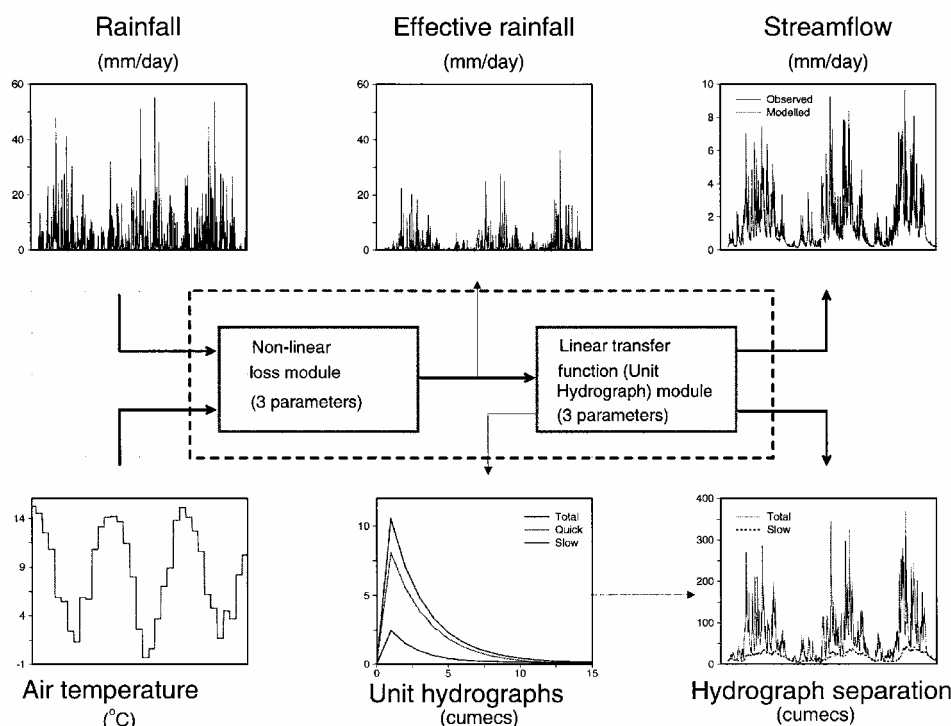 Rainfall
(mm/day)
60
40
20
0
Effective rainfall
(mm/day)
60
40
20
0
Streamflow
(mm/day)
10
8
6
4
2
0
Observed
Modelled
Non-linear
loss module
(3 parameters)
Linear transfer
function (Unit
Hydrograph) module
(3 parameters)
14
9
4
-1
Air temperature
(°C)
10
5
0
0
5
10
15
Total
Quick
Slow
Unit hydrographs
(cumecs)
400
300
200
100
0
Total
Slow
Hydrograph separation
(cumecs)